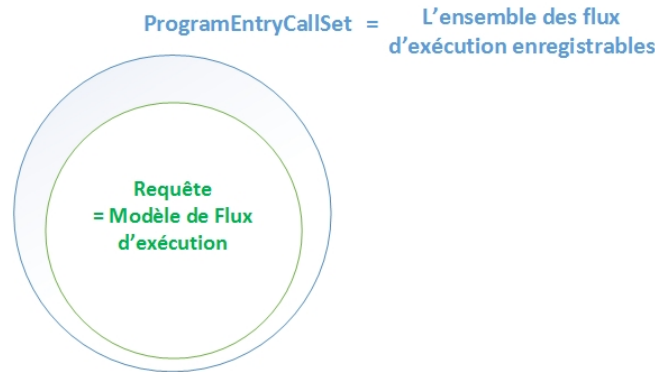 ProgramEntryCallSet = L'ensemble des flux
d'exécution enregistrables
Requête
= Modèle de Flux
d'exécution